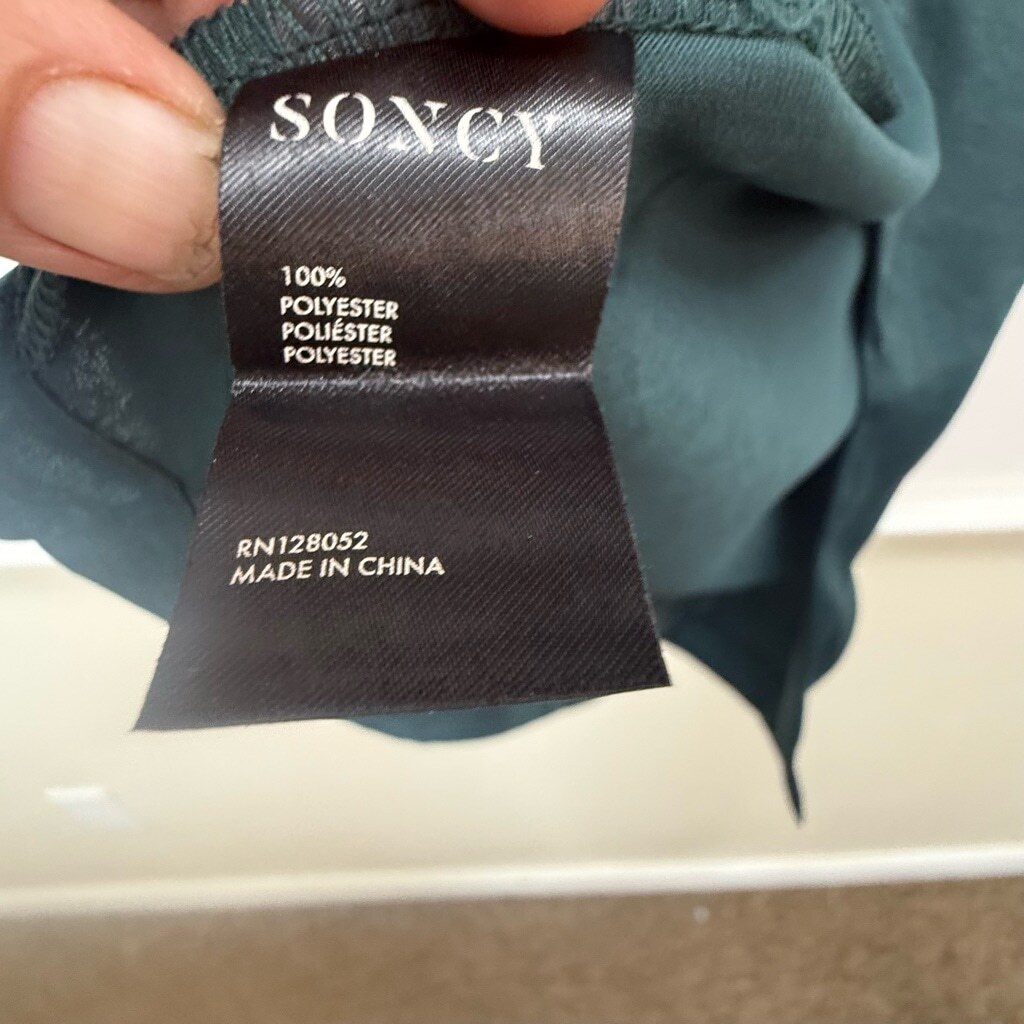 SONCY
100%
POLYESTER
POLIÉSTER
POLYESTER
RN128052
MADE IN CHINA